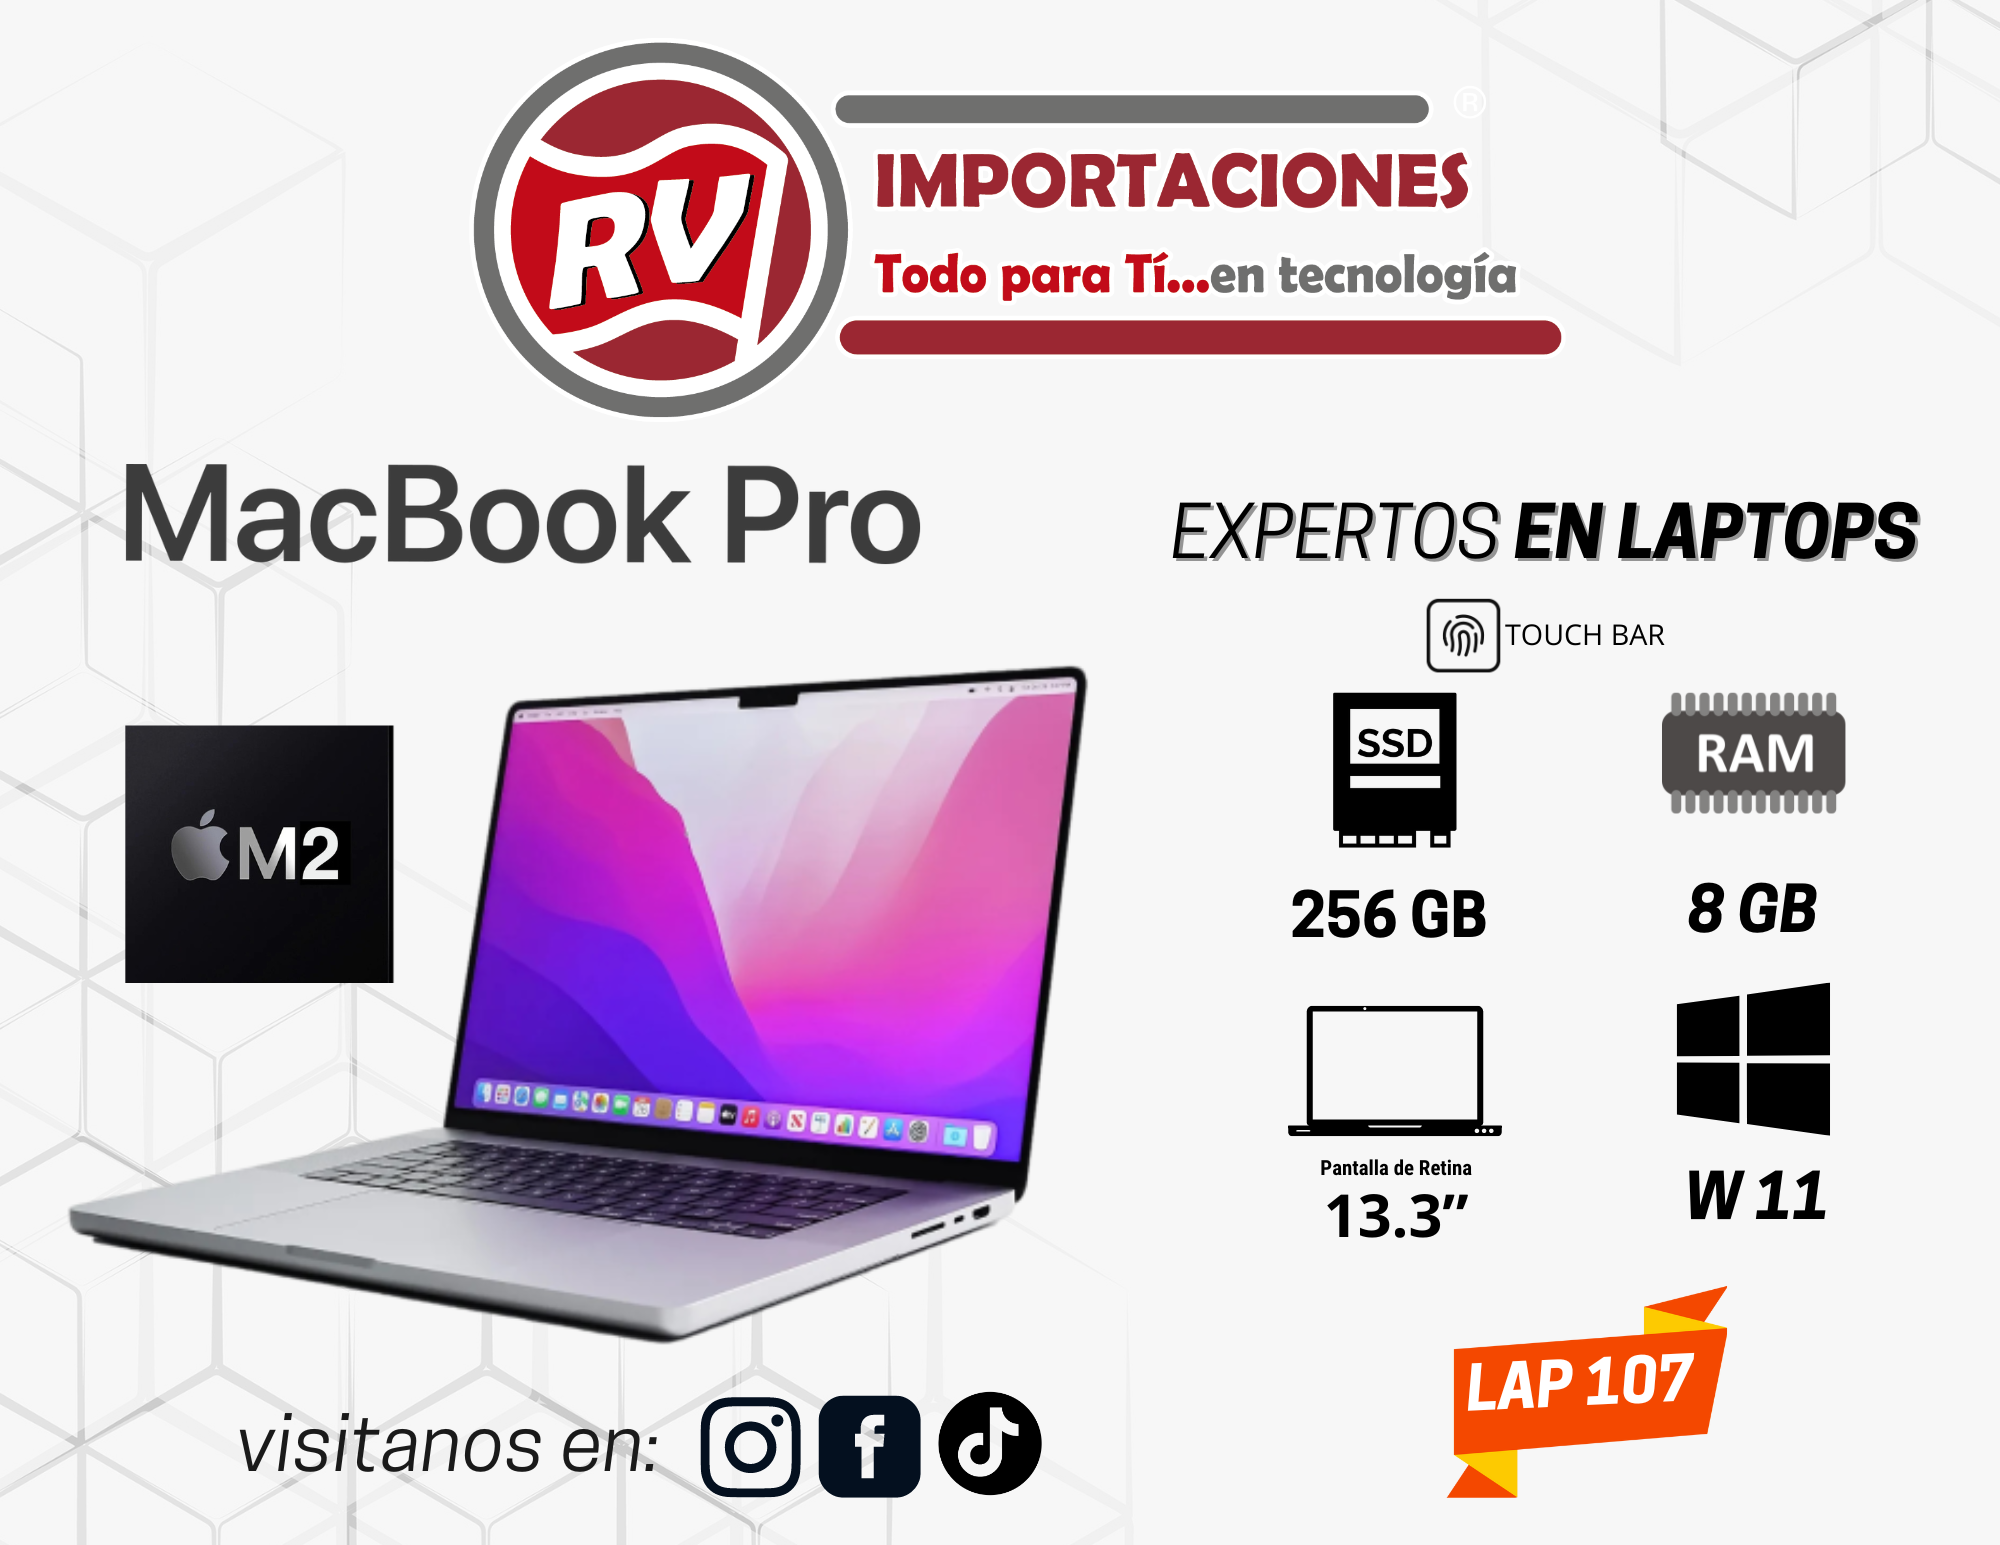 RV
®
IMPORTACIONES
Todo para Tí...en tecnología
MacBook Pro
EXPERTOS EN LAPTOPS
TOUCH BAR
M2
SSD
RAM
256 GB
8 GB
Pantalla de Retina
13.3”
W 11
LAP 107
visitanos en: